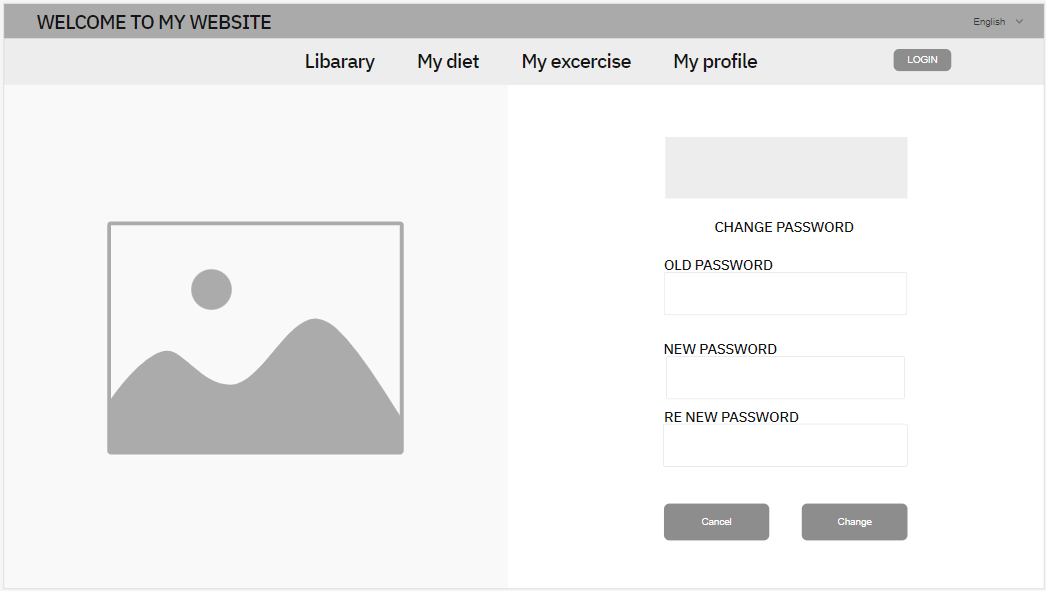 WELCOME TO MY WEBSITE
English
Libarary
My diet
My excercise
My profile
LOGIN
CHANGE PASSWORD
OLD PASSWORD
NEW PASSWORD
RE NEW PASSWORD
Cancel
Change